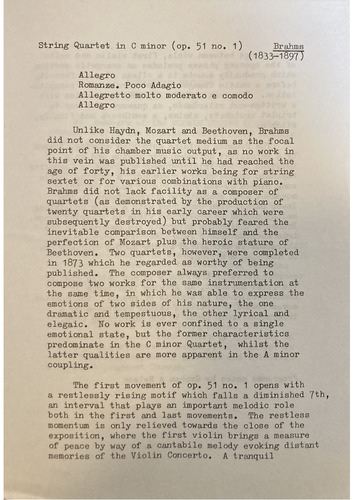 String Quartet in C minor (op. 51 no. 1) Brahms
(1833-1897)
Allegro
Romanze. Poco Adagio
Allegretto molto moderato e comodo
Allegro
Unlike Haydn, Mozart and Beethoven, Brahms
did not consider the quartet medium as the focal
point of his chamber music output, as no work in
this vein was published until he had reached the
age of forty, his earlier works being for string
sextet or for various combinations with piano.
Brahms did not lack facility as a composer of
quartets (as demonstrated by the production of
twenty quartets in his early career which were
subsequently destroyed) but probably feared the
inevitable comparison between himself and the
perfection of Mozart plus the heroic stature of
Beethoven. Two quartets, however, were completed
in 1873 which he regarded as worthy of being
published. The composer always preferred to
compose two works for the same instrumentation at
the same time, in which he was able to express the
emotions of two sides of his nature, the one
dramatic and tempestuous, the other lyrical and
elegaic. No work is ever confined to a single
emotional state, but the former characteristics
predominate in the C minor Quartet, whilst the
latter qualities are more apparent in the A minor
coupling.
The first movement of op. 51 no. 1 opens with
a restlessly rising motif which falls a diminished 7th,
an interval that plays an important melodic role
both in the first and last movements. The restless
momentum is only relieved towards the close of the
exposition, where the first violin brings a measure
of peace by way of a cantabile melody evoking distant
memories of the Violin Concerto. A tranquil